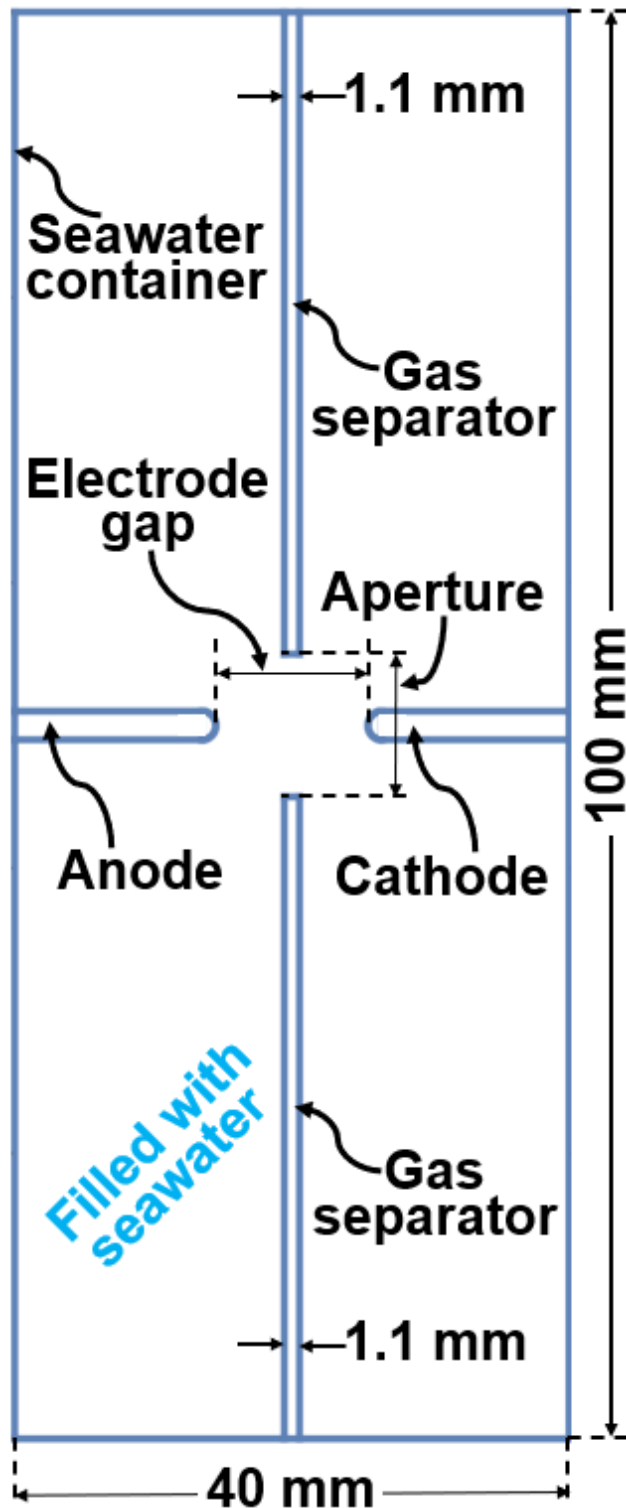 1.1 mm
Seawater
container
Gas
separator
Electrode
gap
Aperture
100 mm
Anode
Cathode
Filled with
seawater
Gas
separator
1.1 mm
40 mm